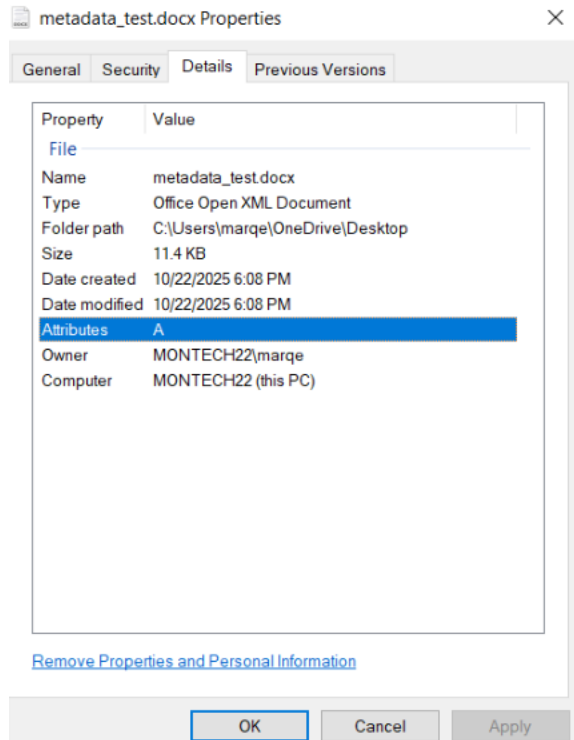 metadata_test.docx Properties
General Security Details Previous Versions
Property Value
File
Name metadata_test.docx
Type Office Open XML Document
Folder path C:\Users\marqe\OneDrive\Desktop
Size 11.4 KB
Date created 10/22/2025 6:08 PM
Date modified 10/22/2025 6:08 PM
Attributes A
Owner MONTECH22\marqe
Computer MONTECH22 (this PC)
Remove Properties and Personal Information
OK Cancel Apply